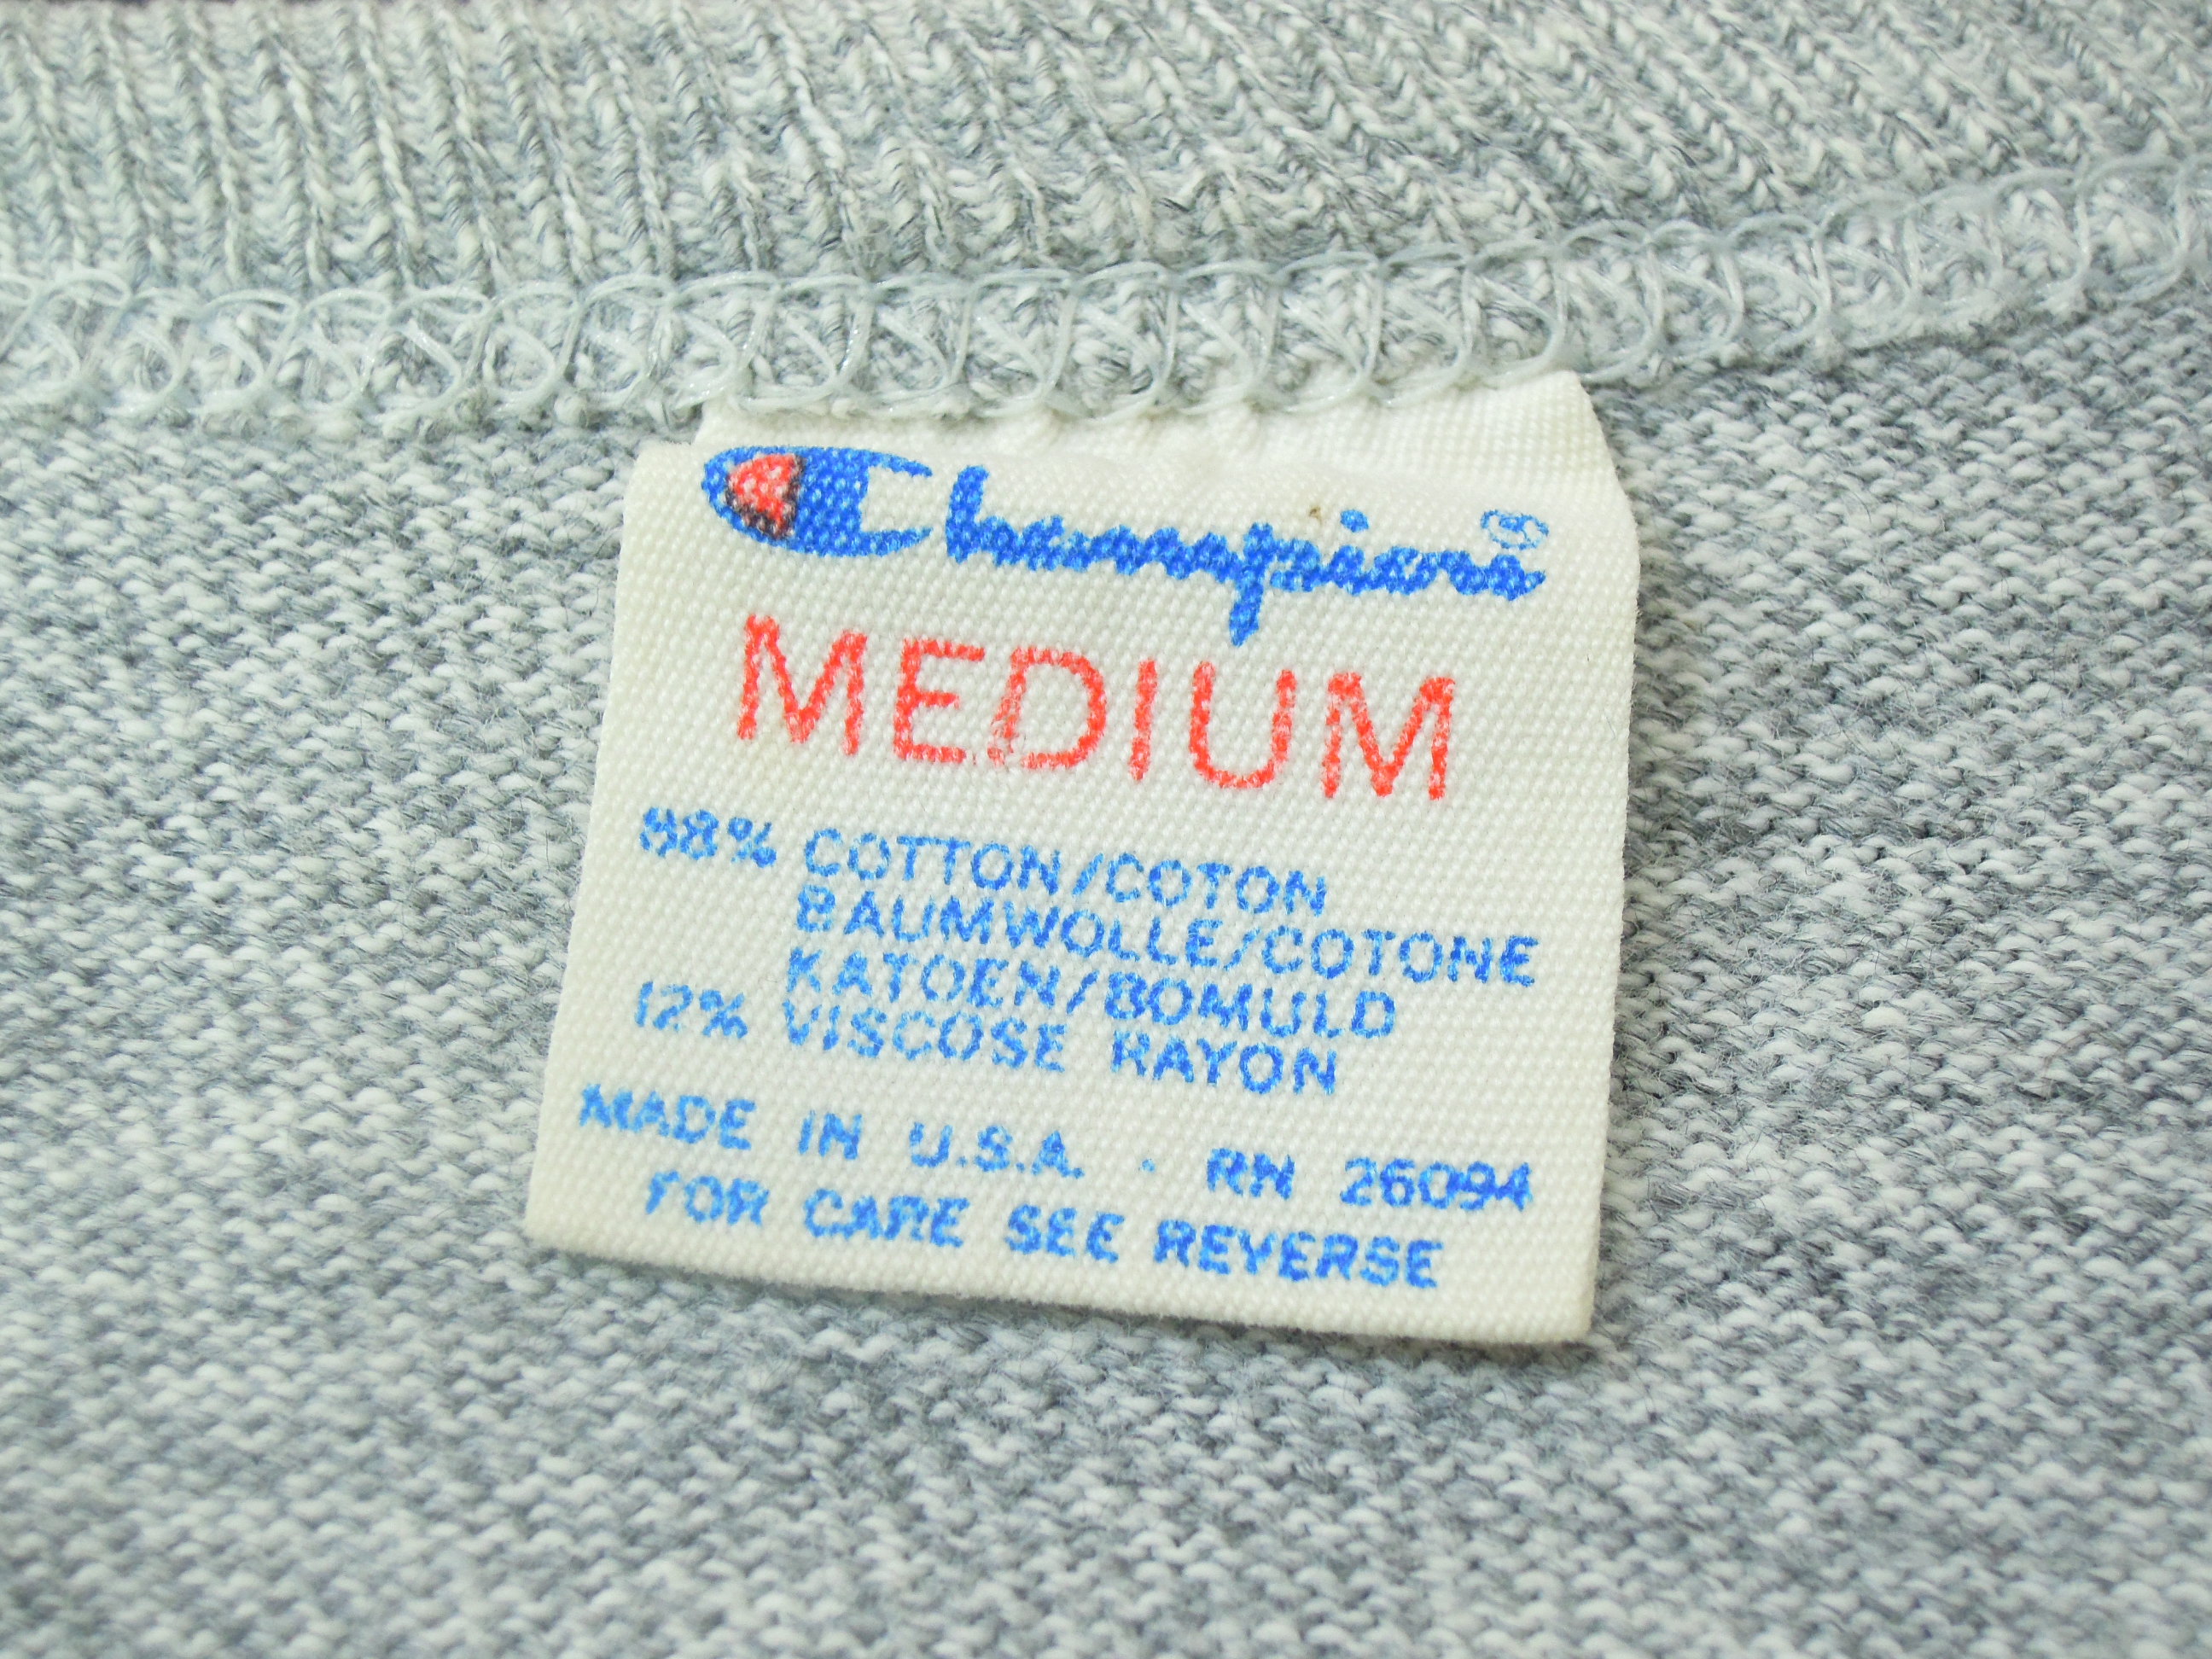 Champion®
MEDIUM
88% COTTON/COTON
BAUMWOLLE/COTONE
KATOEN/BOMULD
12% VISCOSE RAYON
MADE IN U.S.A. · RN 26094
FOR CARE SEE REVERSE